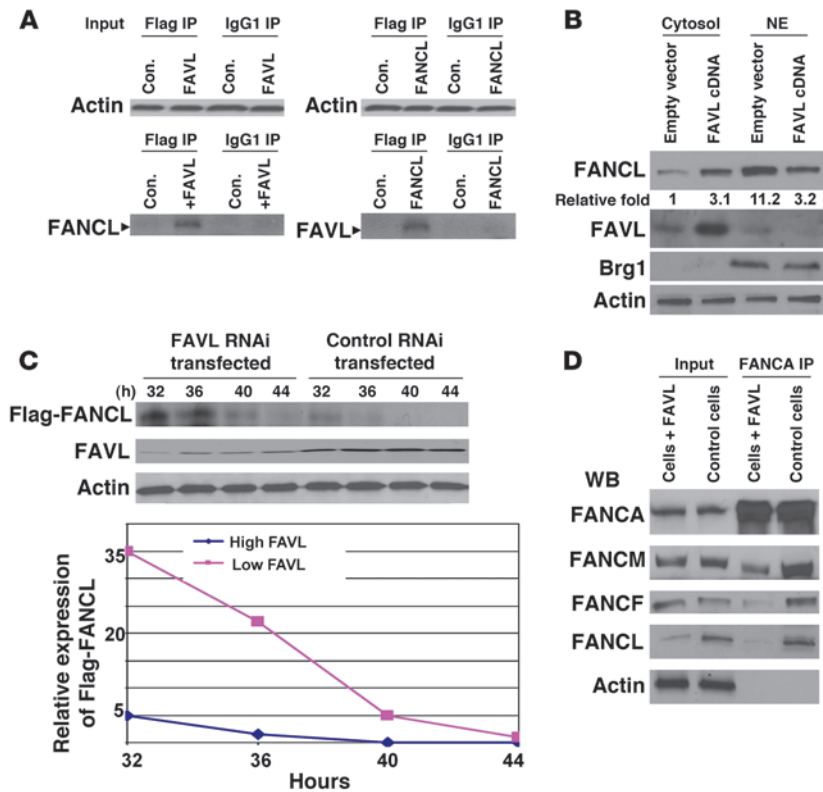 A
Input Flag IP IgG1 IP
Con. FAVL Con. FAVL
Actin
Flag IP IgG1 IP
Con. +FAVL Con. +FAVL
FANCL
Flag IP IgG1 IP
Con. FANCL Con. FANCL
Actin
Flag IP IgG1 IP
Con. FANCL Con. FANCL
FAVL
B
Cytosol NE
Empty vector FAVL cDNA Empty vector FAVL cDNA
FANCL
Relative fold 1 3.1 11.2 3.2
FAVL
Brg1
Actin
C
FAVL RNAi Control RNAi
transfected transfected
(h) 32 36 40 44 32 36 40 44
Flag-FANCL
FAVL
Actin
High FAVL
Low FAVL
Relative expression
of Flag-FANCL
35
20
5
32 36 40 44
Hours
D
Input FANCA IP
Cells + FAVL Control cells Cells + FAVL Control cells
WB
FANCA
FANCM
FANCF
FANCL
Actin